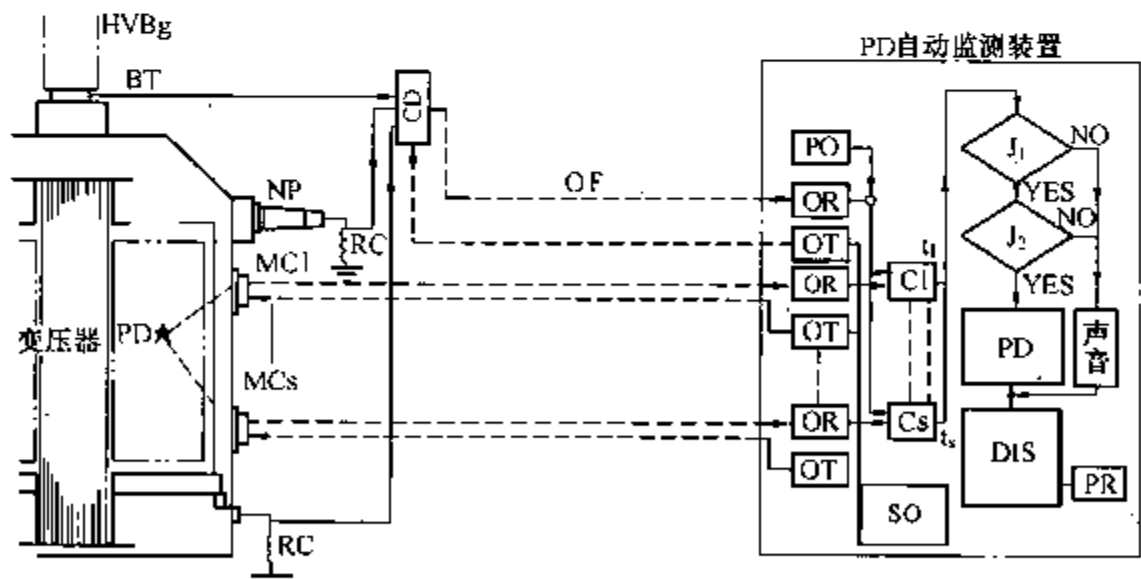 HVBg
BT
CD
PD自动监测装置
PO
J₁
NO
YES
NP
OF
OR
RC
OT
J₂
NO
YES
MC1
OR
t₁
C1
变压器
PD
OT
PD
声音
MCs
OR
Cs
tₛ
DIS
OT
PR
SO
RC